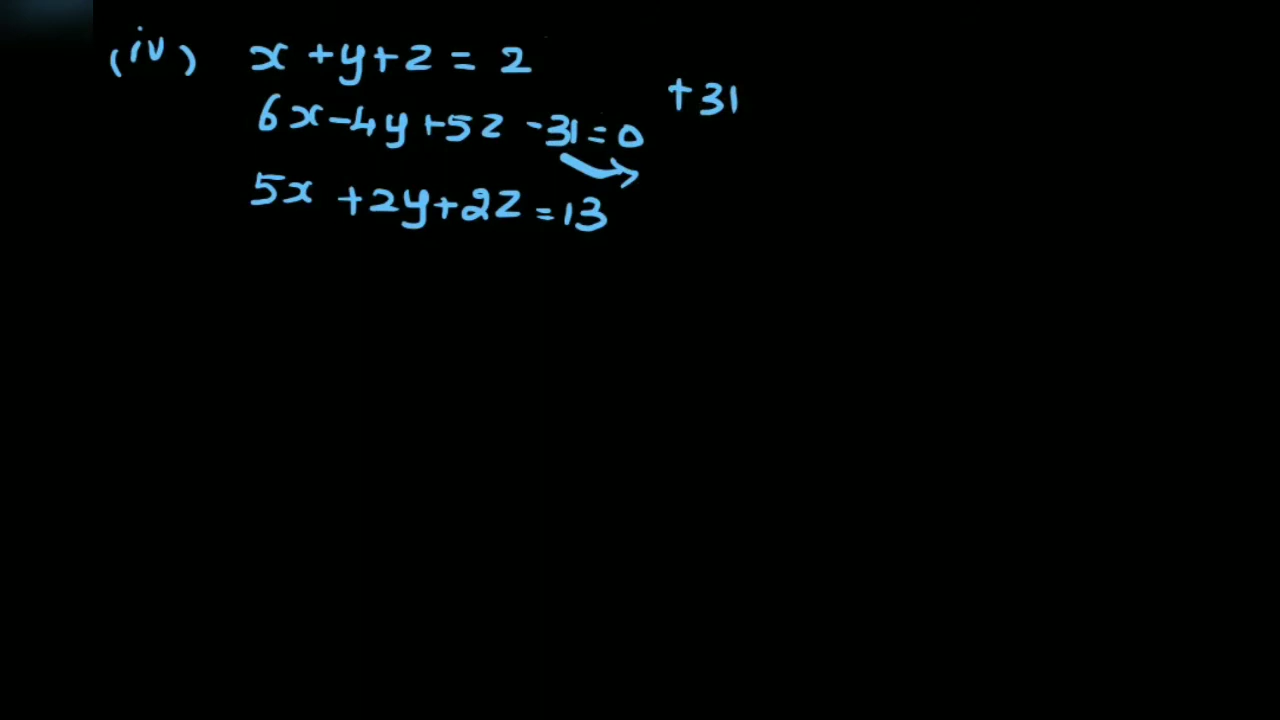 (iv) x + y + z = 2
+31
6x - 4y + 5z - 31 = 0
5x + 2y + 2z = 13